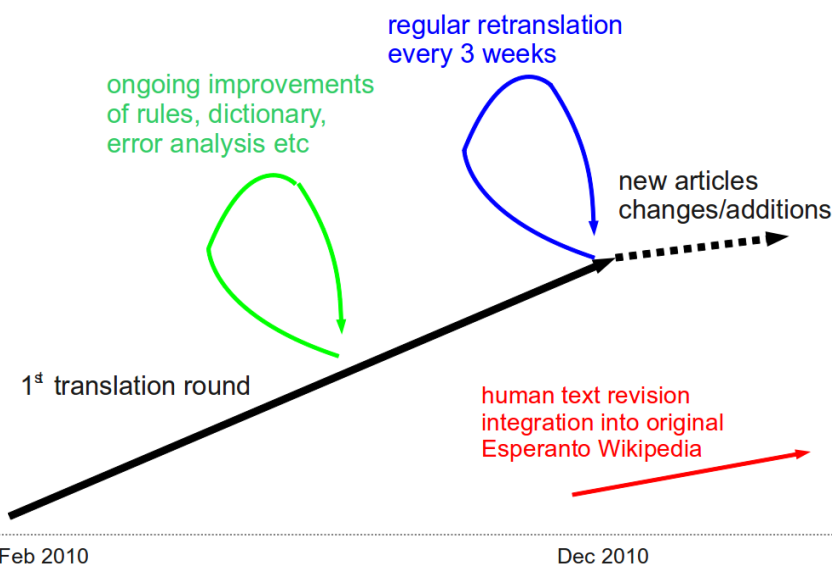 regular retranslation
every 3 weeks
ongoing improvements
of rules, dictionary,
error analysis etc
new articles
changes/additions
1st translation round
human text revision
integration into original
Esperanto Wikipedia
Feb 2010
Dec 2010